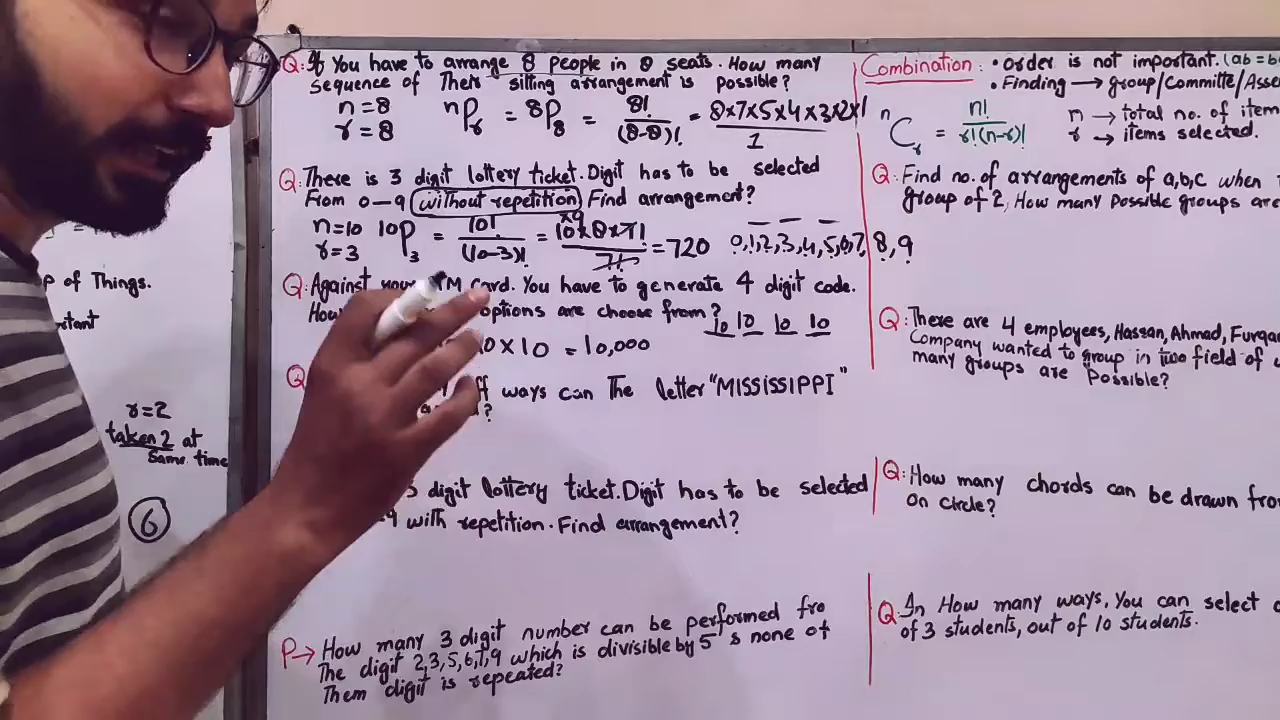 p of Things.
tant
r=2
taken 2 at
same time
6
Q: If You have to arrange 8 people in 8 seats. How many
sequence of Thers sitting arrangement is possible?
n=8
r=8
nPr = 8P8 = 8!/(8-8)! = 8×7×5×4×3×2×1/1
Q: There is 3 digit lottery ticket. Digit has to be selected
From 0–9 without repetition Find arrangement?
n=10
r=3
10P3 = 10!/(10-3)! = 10×9×8×7!/7! = 720
0,1,2,3,4,5,6,7,8,9
Q: Against your card. You have to generate 4 digit code.
How options are choose from?
10 10 10 10
10×10 = 10,000
Q
ff ways can The letter "MISSISSIPPI"
?
3 digit lottery ticket. Digit has to be selected
9 with repetition. Find arrangement?
P→ How many 3 digit number can be performed fro
The digit 2,3,5,6,7,9 which is divisible by 5 s none of
Them digit is repeated?
Combination: • Order is not important. (ab = b
• Finding → group/Committe/Asso
nCr = n!/r!(n-r)!
n → total no. of item
r → items selected.
Q: Find no. of arrangements of a,b,c when t
group of 2, How many possible groups are
Q: There are 4 employees, Hassan, Ahmad, Furqa
Company wanted to group in two field of w
many groups are Possible?
Q: How many chords can be drawn from
on circle?
Q: In How many ways, You can select
of 3 students, out of 10 students.